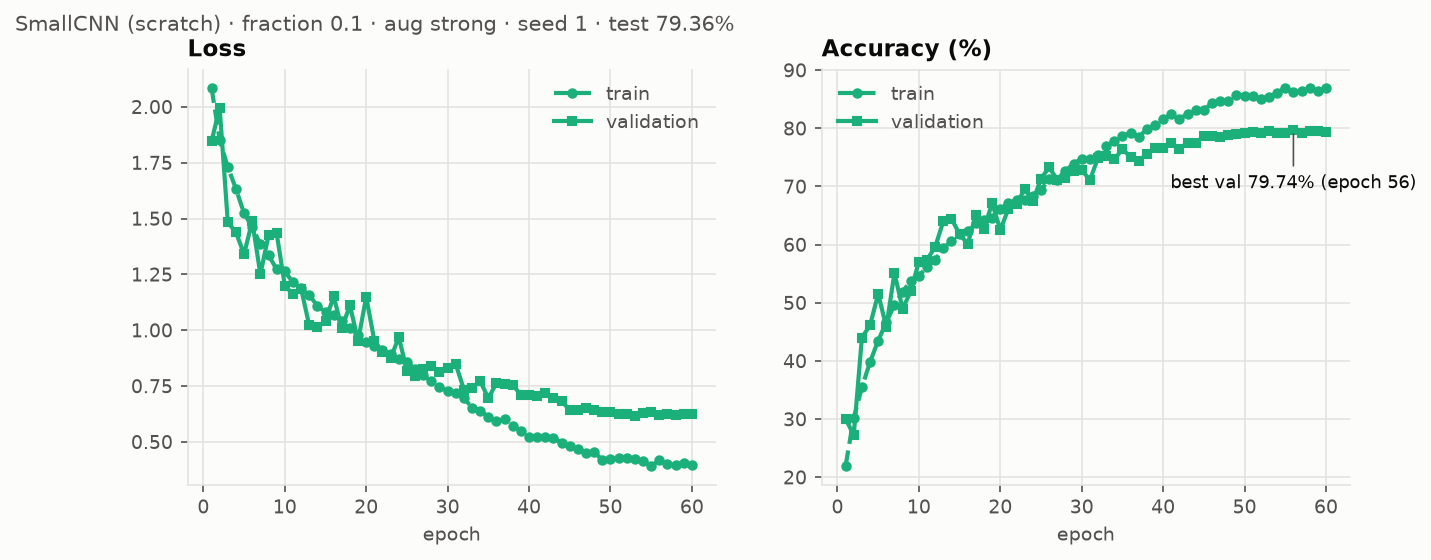 SmallCNN (scratch) · fraction 0.1 · aug strong · seed 1 · test 79.36%
Loss
train
validation
2.00
1.75
1.50
1.25
1.00
0.75
0.50
0
10
20
30
40
50
60
epoch
Accuracy (%)
train
validation
best val 79.74% (epoch 56)
90
80
70
60
50
40
30
20
0
10
20
30
40
50
60
epoch